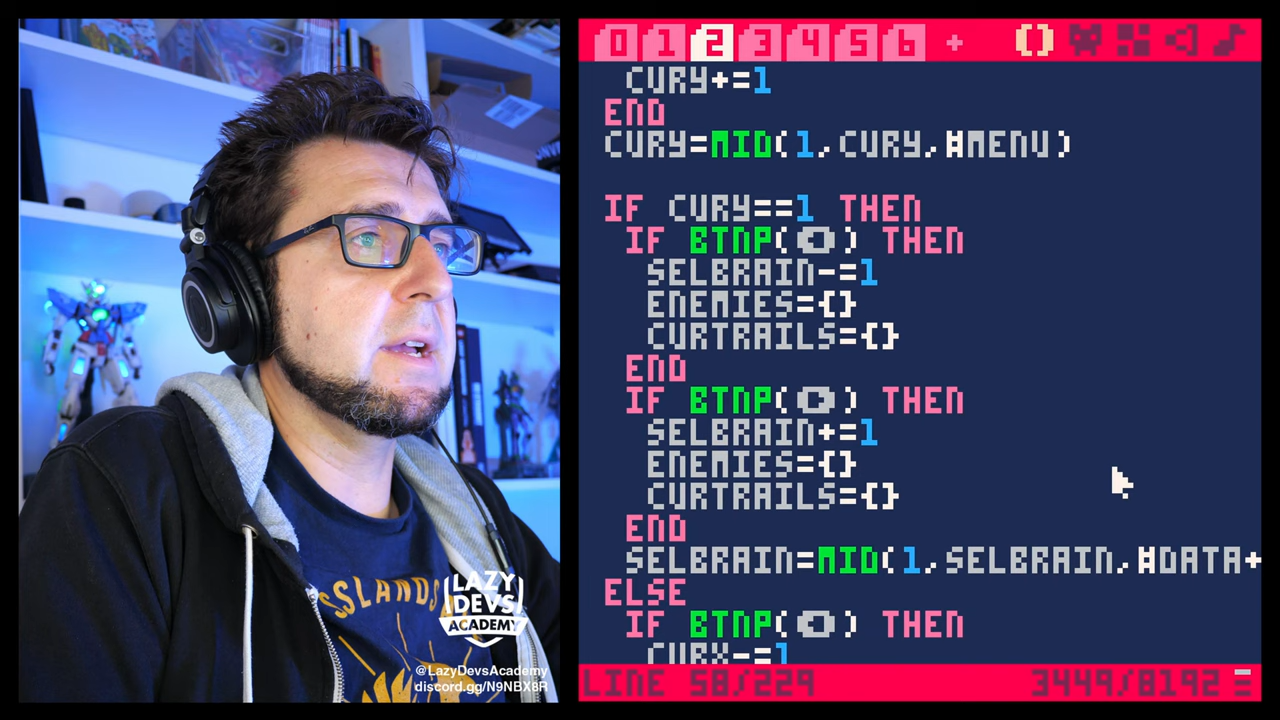 SSLANDS
LAZY
DEVS
ACADEMY
@LazyDevsAcademy
discord.gg/N9NBX8R
0 1 2 3 4 5 6 +
CURY+=1
END
CURY=MID(1,CURY,#MENU)
IF CURY==1 THEN
IF BTNP(⬅️) THEN
SELBRAIN-=1
ENEMIES={}
CURTRAILS={}
END
IF BTNP(➡️) THEN
SELBRAIN+=1
ENEMIES={}
CURTRAILS={}
END
SELBRAIN=MID(1,SELBRAIN,#DATA+
ELSE
IF BTNP(⬅️) THEN
CURX-=1
LINE 58/229
3449/8192